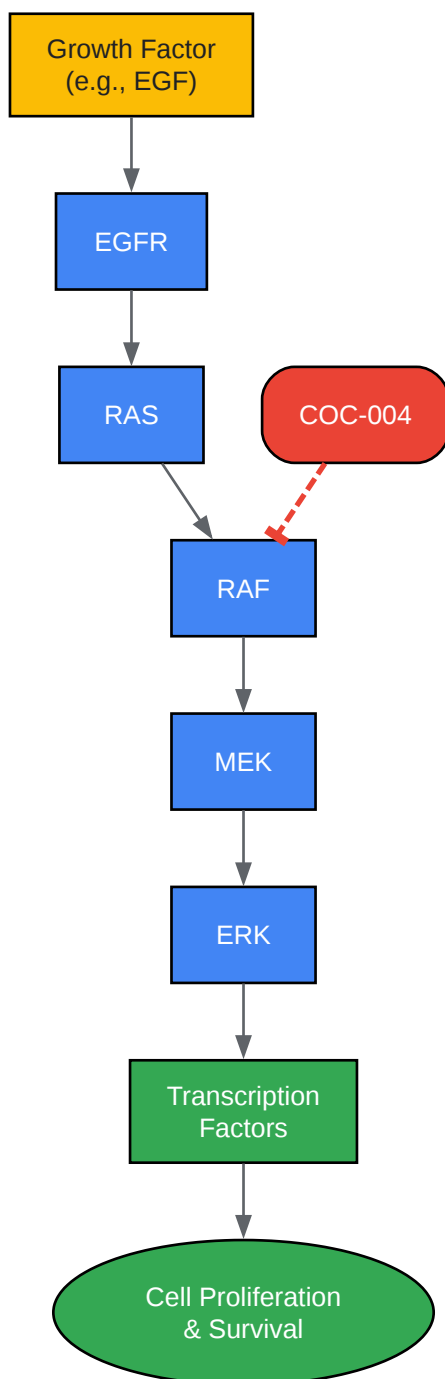 Growth Factor
(e.g., EGF)
EGFR
RAS
COC-004
RAF
MEK
ERK
Transcription
Factors
Cell Proliferation
& Survival